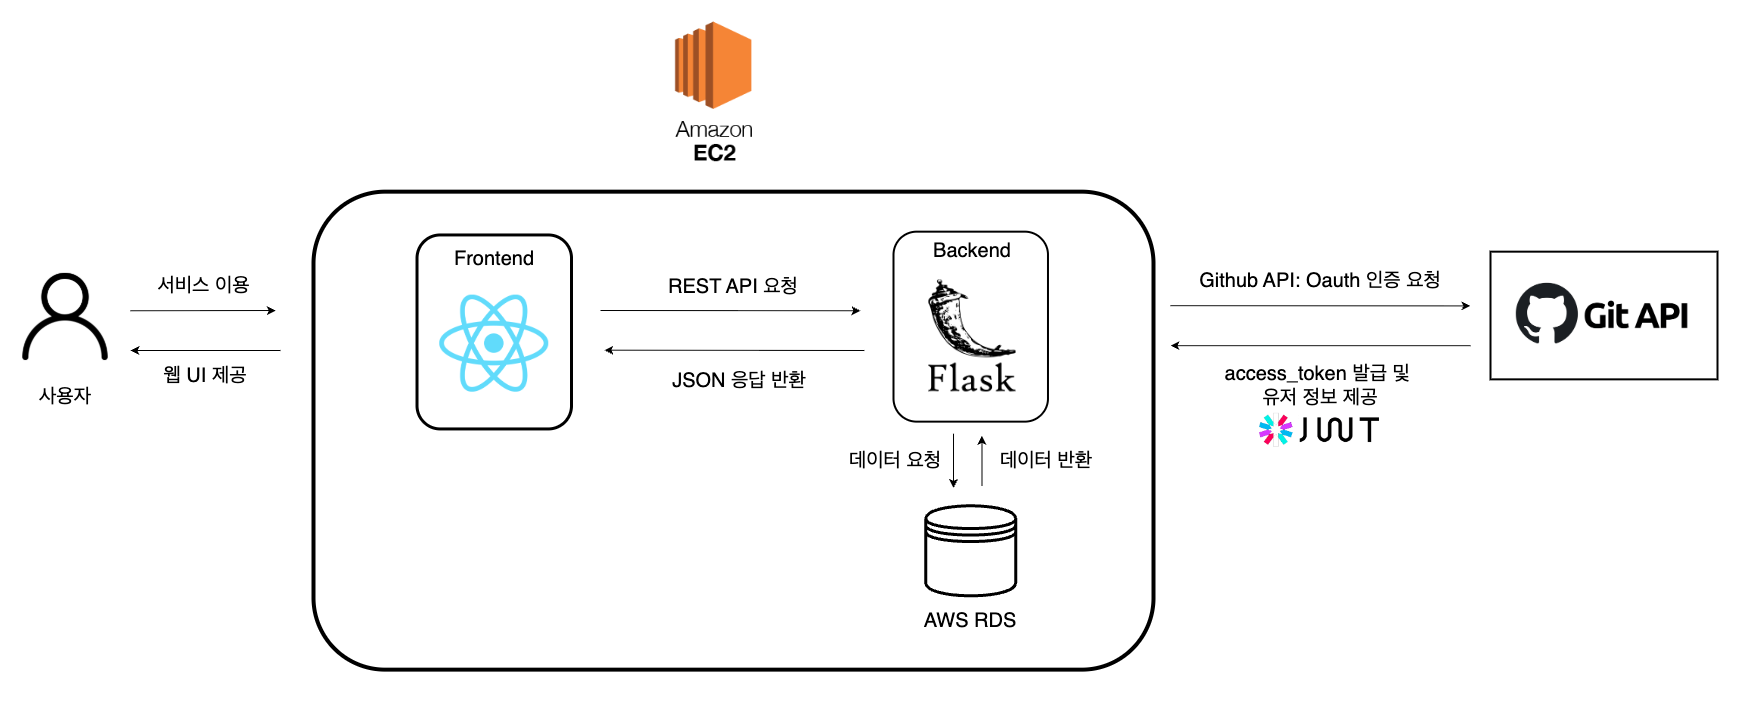 Amazon
EC2
Frontend
Backend
서비스 이용
웹 UI 제공
사용자
REST API 요청
JSON 응답 반환
Flask
Github API: Oauth 인증 요청
Git API
access_token 발급 및
유저 정보 제공
JWT
데이터 요청
데이터 반환
AWS RDS